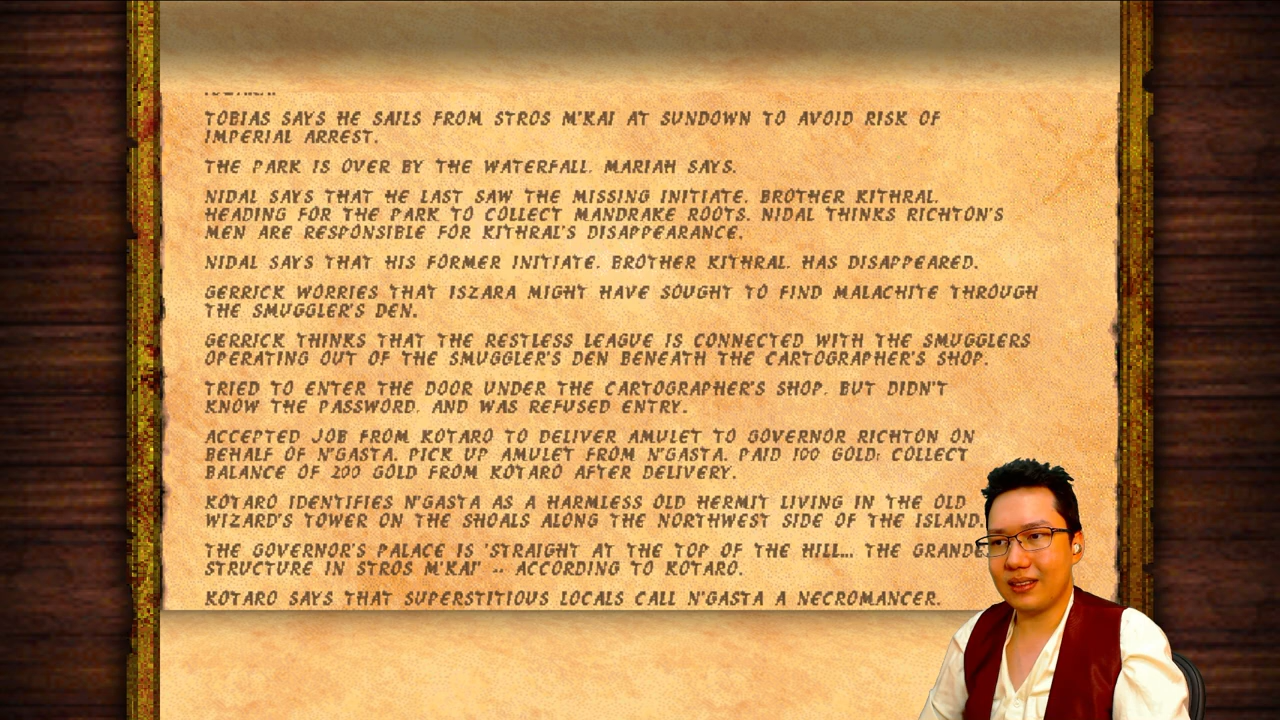 TOBIAS SAYS HE SAILS FROM STROS M'KAI AT SUNDOWN TO AVOID RISK OF
IMPERIAL ARREST.
THE PARK IS OVER BY THE WATERFALL, MARIAH SAYS.
NIDAL SAYS THAT HE LAST SAW THE MISSING INITIATE, BROTHER KITHRAL,
HEADING FOR THE PARK TO COLLECT MANDRAKE ROOTS. NIDAL THINKS RICHTON'S
MEN ARE RESPONSIBLE FOR KITHRAL'S DISAPPEARANCE.
NIDAL SAYS THAT HIS FORMER INITIATE, BROTHER KITHRAL, HAS DISAPPEARED.
GERRICK WORRIES THAT ISZARA MIGHT HAVE SOUGHT TO FIND MALACHITE THROUGH
THE SMUGGLER'S DEN.
GERRICK THINKS THAT THE RESTLESS LEAGUE IS CONNECTED WITH THE SMUGGLERS
OPERATING OUT OF THE SMUGGLER'S DEN BENEATH THE CARTOGRAPHER'S SHOP.
TRIED TO ENTER THE DOOR UNDER THE CARTOGRAPHER'S SHOP, BUT DIDN'T
KNOW THE PASSWORD, AND WAS REFUSED ENTRY.
ACCEPTED JOB FROM KOTARO TO DELIVER AMULET TO GOVERNOR RICHTON ON
BEHALF OF N'GASTA. PICK UP AMULET FROM N'GASTA. PAID 100 GOLD; COLLECT
BALANCE OF 200 GOLD FROM KOTARO AFTER DELIVERY.
KOTARO IDENTIFIES N'GASTA AS A HARMLESS OLD HERMIT LIVING IN THE OLD
WIZARD'S TOWER ON THE SHOALS ALONG THE NORTHWEST SIDE OF THE ISLAND.
THE GOVERNOR'S PALACE IS 'STRAIGHT AT THE TOP OF THE HILL... THE GRANDE
STRUCTURE IN STROS M'KAI' -- ACCORDING TO KOTARO.
KOTARO SAYS THAT SUPERSTITIOUS LOCALS CALL N'GASTA A NECROMANCER.